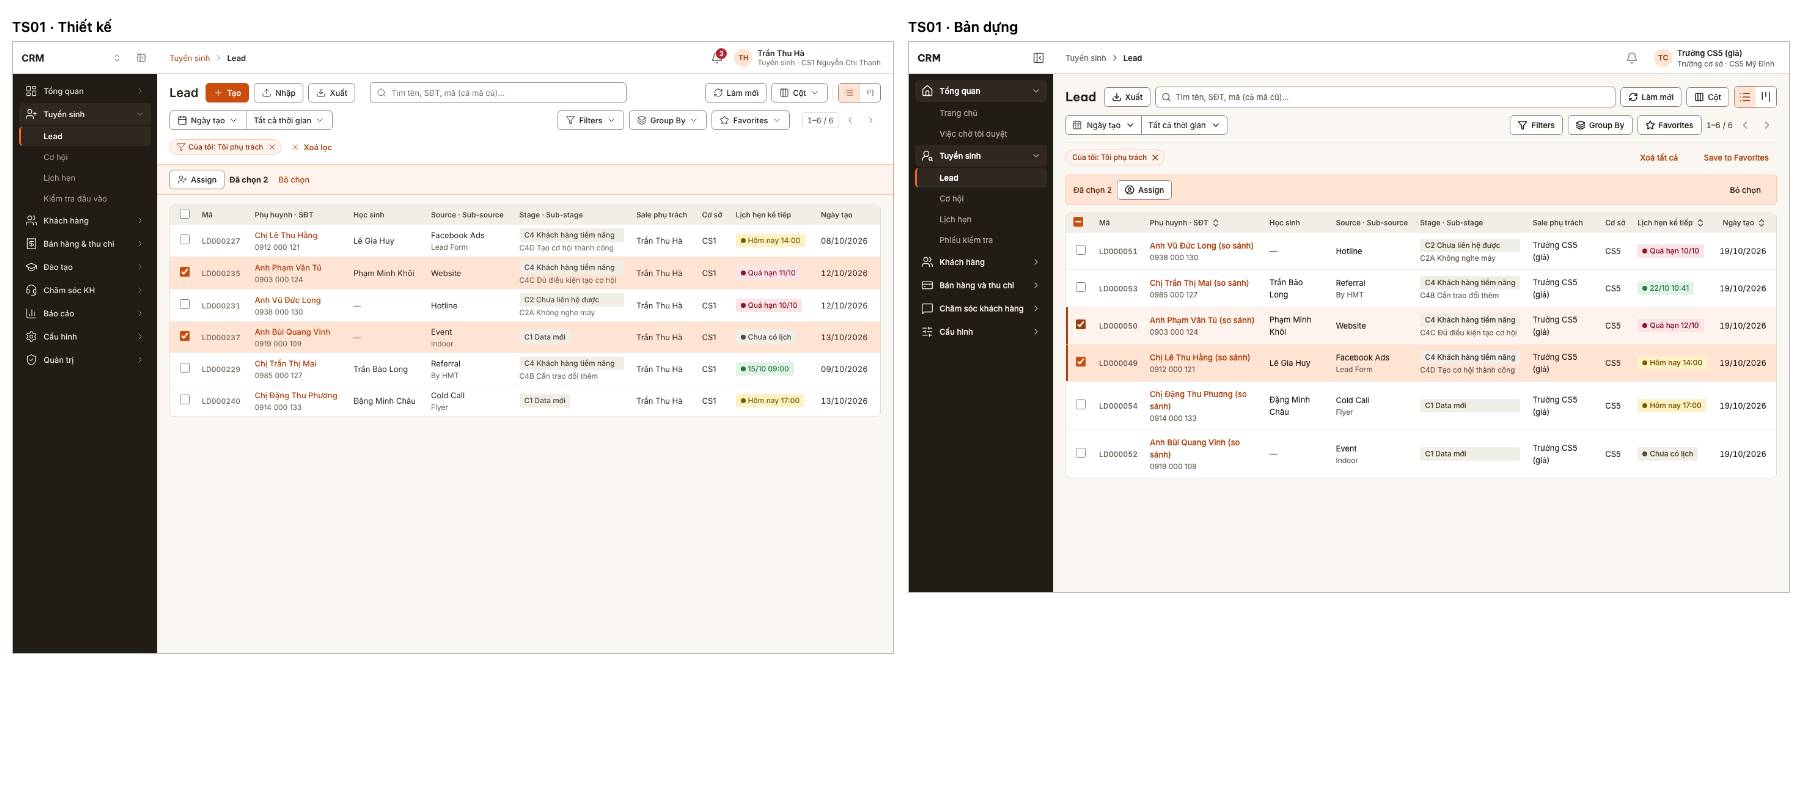 TS01 · Thiết kế
CRM
Tuyển sinh > Lead
3
TH
Trần Thu Hà
Tuyển sinh · CS1 Nguyễn Chí Thanh
Tổng quan
Tuyển sinh
Lead
Cơ hội
Lịch hẹn
Kiểm tra đầu vào
Khách hàng
Bán hàng & thu chi
Đào tạo
Chăm sóc KH
Báo cáo
Cấu hình
Quản trị
Lead
+ Tạo
Nhập
Xuất
Tìm tên, SĐT, mã (cả mã cũ)...
Làm mới
Cột
Ngày tạo
Tất cả thời gian
Filters
Group By
Favorites
1–6 / 6
Của tôi: Tôi phụ trách ×
× Xoá lọc
Assign
Đã chọn 2
Bỏ chọn
Mã Phụ huynh · SĐT Học sinh Source · Sub-source Stage · Sub-stage Sale phụ trách Cơ sở Lịch hẹn kế tiếp Ngày tạo
LD000227 Chị Lê Thu Hằng Lê Gia Huy Facebook Ads C4 Khách hàng tiềm năng Trần Thu Hà CS1 Hôm nay 14:00 08/10/2026
0912 000 121 Lead Form C4D Tạo cơ hội thành công
LD000235 Anh Phạm Văn Tú Phạm Minh Khôi Website C4 Khách hàng tiềm năng Trần Thu Hà CS1 Quá hạn 11/10 12/10/2026
0903 000 124 C4C Đủ điều kiện tạo cơ hội
LD000231 Anh Vũ Đức Long — Hotline C2 Chưa liên hệ được Trần Thu Hà CS1 Quá hạn 10/10 12/10/2026
0938 000 130 C2A Không nghe máy
LD000237 Anh Bùi Quang Vinh — Event C1 Data mới Trần Thu Hà CS1 Chưa có lịch 13/10/2026
0919 000 109 Indoor
LD000229 Chị Trần Thị Mai Trần Bảo Long Referral C4 Khách hàng tiềm năng Trần Thu Hà CS1 15/10 09:00 09/10/2026
0985 000 127 By HMT C4B Cần trao đổi thêm
LD000240 Chị Đặng Thu Phương Đặng Minh Châu Cold Call C1 Data mới Trần Thu Hà CS1 Hôm nay 17:00 13/10/2026
0914 000 133 Flyer
TS01 · Bản dựng
CRM
Tuyển sinh > Lead
TC
Trưởng CS5 (giả)
Trưởng cơ sở · CS5 Mỹ Đình
Tổng quan
Trang chủ
Việc chờ tôi duyệt
Tuyển sinh
Lead
Cơ hội
Lịch hẹn
Phiếu kiểm tra
Khách hàng
Bán hàng và thu chi
Chăm sóc khách hàng
Cấu hình
Lead
Xuất
Tìm tên, SĐT, mã (cả mã cũ)...
Làm mới
Cột
Ngày tạo
Tất cả thời gian
Filters
Group By
Favorites
1–6 / 6
Của tôi: Tôi phụ trách ×
Xoá tất cả
Save to Favorites
Đã chọn 2
Assign
Bỏ chọn
Mã Phụ huynh · SĐT Học sinh Source · Sub-source Stage · Sub-stage Sale phụ trách Cơ sở Lịch hẹn kế tiếp Ngày tạo
LD000051 Anh Vũ Đức Long (so sánh) — Hotline C2 Chưa liên hệ được Trưởng CS5 CS5 Quá hạn 10/10 19/10/2026
0938 000 130 C2A Không nghe máy (giả)
LD000053 Chị Trần Thị Mai (so sánh) Trần Bảo Referral C4 Khách hàng tiềm năng Trưởng CS5 CS5 22/10 10:41 19/10/2026
0985 000 127 Long By HMT C4B Cần trao đổi thêm (giả)
LD000050 Anh Phạm Văn Tú (so sánh) Phạm Minh Website C4 Khách hàng tiềm năng Trưởng CS5 CS5 Quá hạn 12/10 19/10/2026
0903 000 124 Khôi C4C Đủ điều kiện tạo cơ hội (giả)
LD000049 Chị Lê Thu Hằng (so sánh) Lê Gia Huy Facebook Ads C4 Khách hàng tiềm năng Trưởng CS5 CS5 Hôm nay 14:00 19/10/2026
0912 000 121 Lead Form C4D Tạo cơ hội thành công (giả)
LD000054 Chị Đặng Thu Phương (so Đặng Minh Cold Call C1 Data mới Trưởng CS5 CS5 Hôm nay 17:00 19/10/2026
sánh) Châu Flyer (giả)
0914 000 133
LD000052 Anh Bùi Quang Vinh (so — Event C1 Data mới Trưởng CS5 CS5 Chưa có lịch 19/10/2026
sánh) Indoor (giả)
0919 000 109